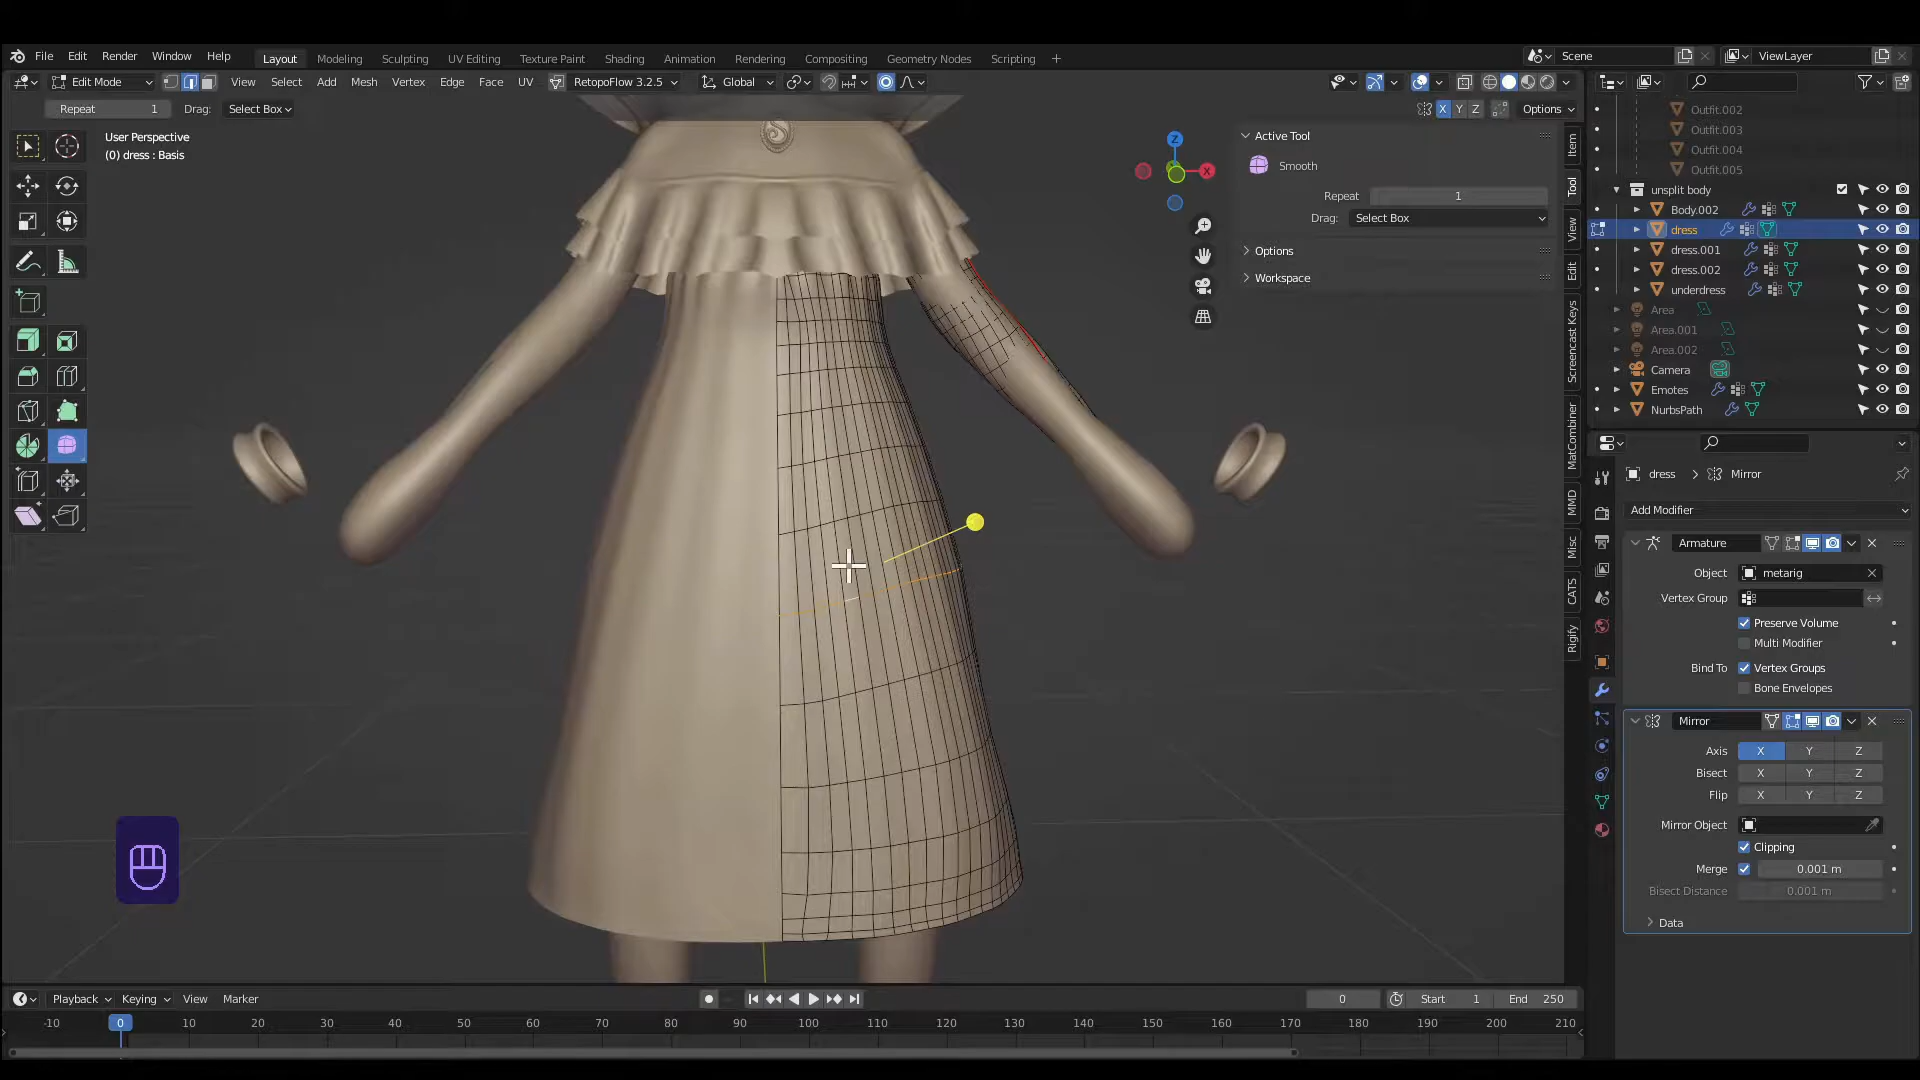 File Edit Render Window Help Layout Modeling Sculpting UV Editing Texture Paint Shading Animation Rendering Compositing Geometry Nodes Scripting + Scene ViewLayer
Edit Mode View Select Add Mesh Vertex Edge Face UV RetopoFlow 3.2.5 Global
Repeat 1 Drag: Select Box X Y Z Options
User Perspective
(0) dress : Basis
Z
X
Active Tool
Smooth
Repeat 1
Drag: Select Box
Options
Workspace
Item
Tool
View
Edit
Screencast Keys
MatCombiner
MMD
Misc
CATS
Rigify
Outfit.002
Outfit.003
Outfit.004
Outfit.005
unsplit body
Body.002
dress
dress.001
dress.002
underdress
Area
Area.001
Area.002
Camera
Emotes
NurbsPath
dress > Mirror
Add Modifier
Armature
Object metarig
Vertex Group
Preserve Volume
Multi Modifier
Bind To Vertex Groups
Bone Envelopes
Mirror
Axis X Y Z
Bisect X Y Z
Flip X Y Z
Mirror Object
Clipping
Merge 0.001 m
Bisect Distance 0.001 m
Data
Playback Keying View Marker 0 Start 1 End 250
-10 0 10 20 30 40 50 60 70 80 90 100 110 120 130 140 150 160 170 180 190 200 210